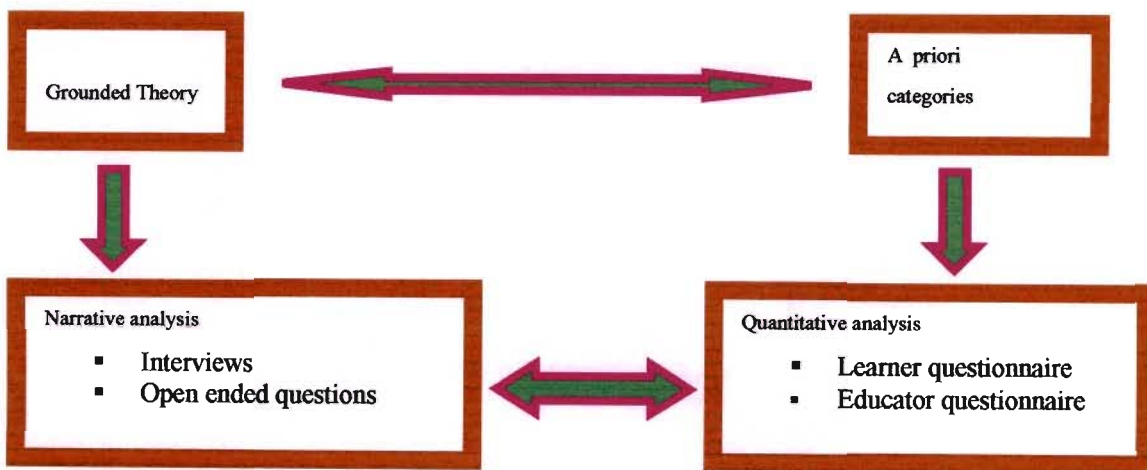 Grounded Theory
A priori
categories
Narrative analysis
▪ Interviews
▪ Open ended questions
Quantitative analysis
▪ Learner questionnaire
▪ Educator questionnaire